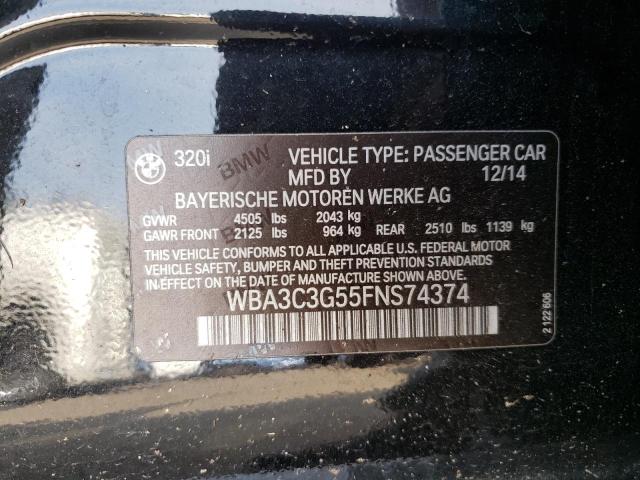 320i VEHICLE TYPE: PASSENGER CAR
MFD BY 12/14
BAYERISCHE MOTOREN WERKE AG
GVWR 4505 lbs 2043 kg
GAWR FRONT 2125 lbs 964 kg REAR 2510 lbs 1139 kg
THIS VEHICLE CONFORMS TO ALL APPLICABLE U.S. FEDERAL MOTOR
VEHICLE SAFETY, BUMPER AND THEFT PREVENTION STANDARDS
IN EFFECT ON THE DATE OF MANUFACTURE SHOWN ABOVE.
WBA3C3G55FNS74374
2 122 606
BMW